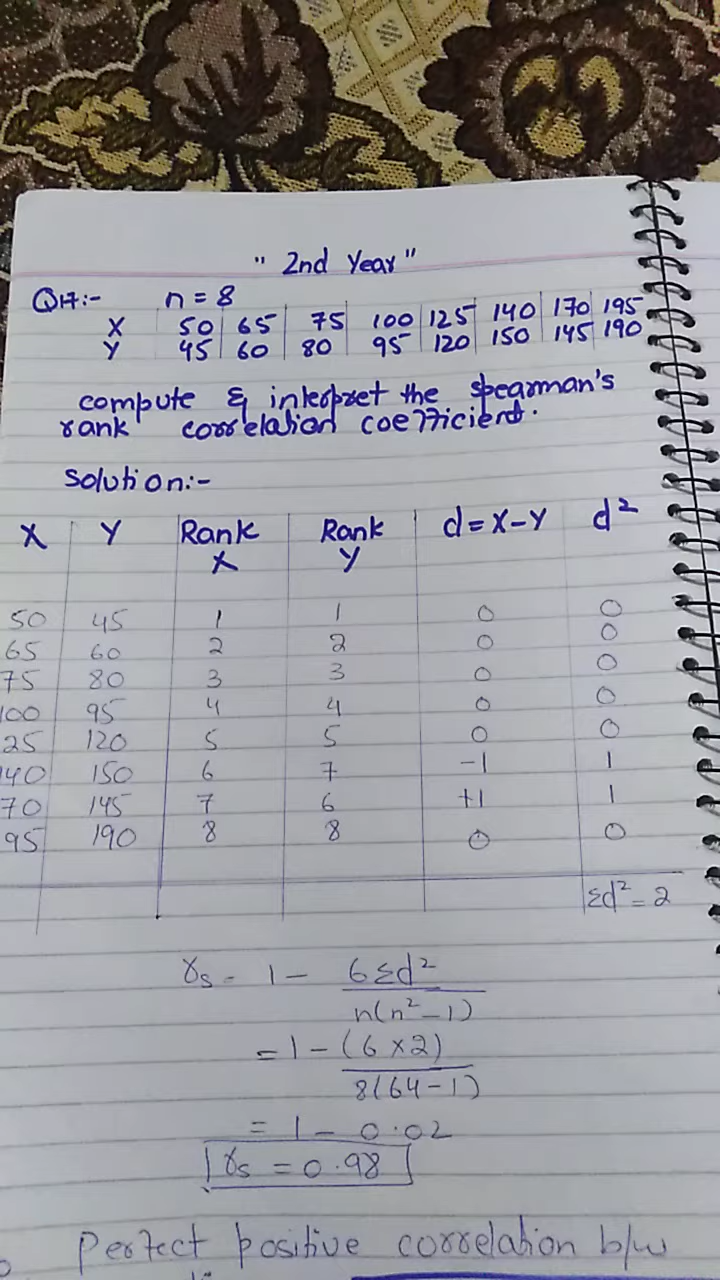 " 2nd Year "
Q17:- n = 8
X 50 65 75 100 125 140 170 195
Y 45 60 80 95 120 150 145 190
compute & interpret the spearman's
rank correlation coefficient.
Solution:-
X Y Rank X Rank Y d = X - Y d²
50 45 1 1 0 0
65 60 2 2 0 0
75 80 3 3 0 0
100 95 4 4 0 0
25 120 5 5 0 0
140 150 6 7 -1 1
70 145 7 6 +1 1
95 190 8 8 0 0
Σd² = 2
rs = 1 - 6Σd² / n(n² - 1)
= 1 - (6 × 2) / 8(64 - 1)
= 1 - 0.02
rs = 0.98
Perfect positive correlation b/w